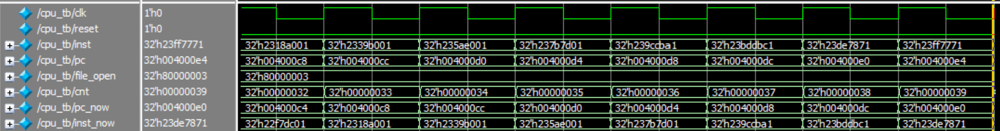 /cpu_tb/clk 1'h0
/cpu_tb/reset 1'h0
/cpu_tb/inst 32'h23ff7771 32'h2318a001 32'h2339b001 32'h235ae001 32'h237b7d01 32'h239ccba1 32'h23bddbc1 32'h23de7871 32'h23ff7771
/cpu_tb/pc 32'h004000e4 32'h004000c8 32'h004000cc 32'h004000d0 32'h004000d4 32'h004000d8 32'h004000dc 32'h004000e0 32'h004000e4
/cpu_tb/file_open 32'h80000003 32'h80000003
/cpu_tb/cnt 32'h00000039 32'h00000032 32'h00000033 32'h00000034 32'h00000035 32'h00000036 32'h00000037 32'h00000038 32'h00000039
/cpu_tb/pc_now 32'h004000e0 32'h004000c4 32'h004000c8 32'h004000cc 32'h004000d0 32'h004000d4 32'h004000d8 32'h004000dc 32'h004000e0
/cpu_tb/inst_now 32'h23de7871 32'h22f7dc01 32'h2318a001 32'h2339b001 32'h235ae001 32'h237b7d01 32'h239ccba1 32'h23bddbc1 32'h23de7871